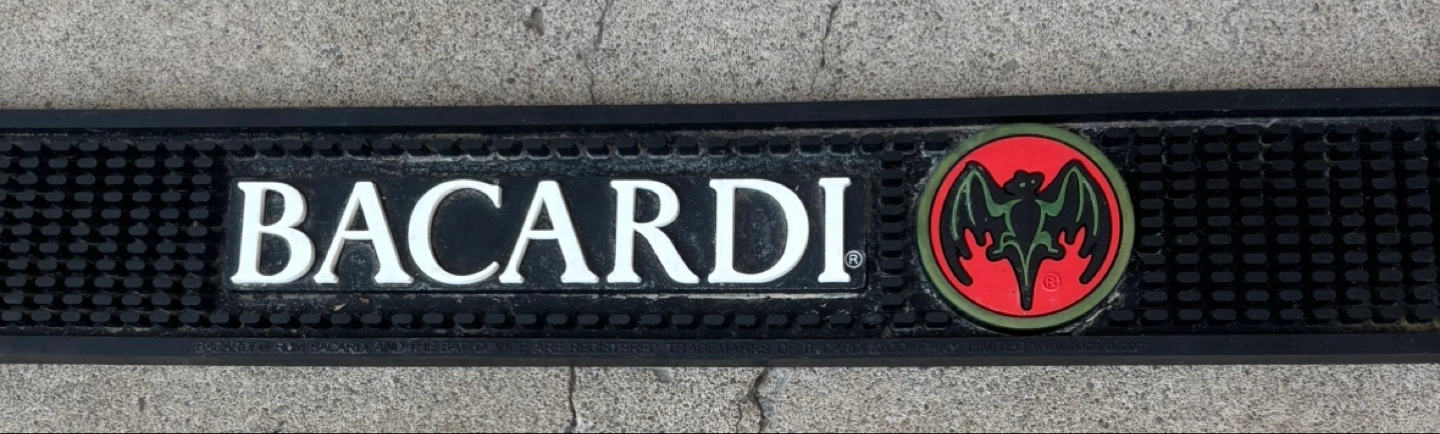 BACARDI®
®
BACARDI® RUM BACARDI AND THE BAT DEVICE ARE REGISTERED TRADEMARKS OF BACARDI & COMPANY LIMITED